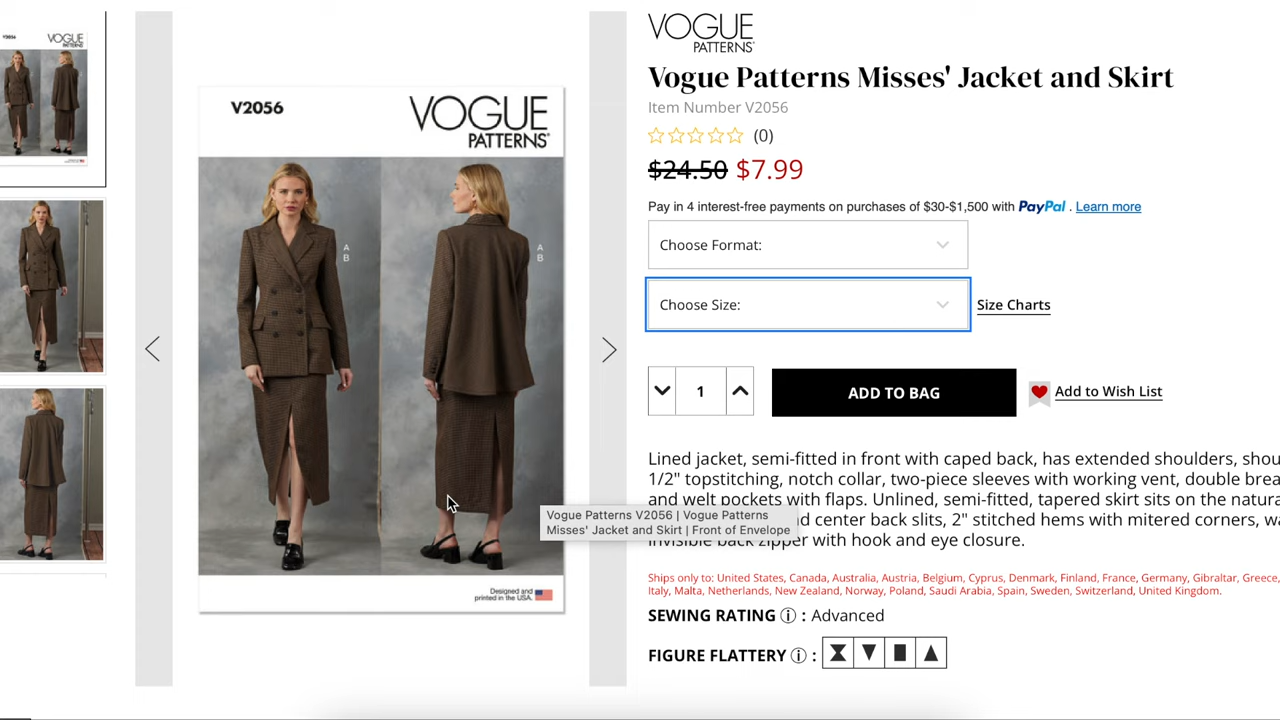 V2056
VOGUE
PATTERNS
V2056
VOGUE
PATTERNS®
A
B
A
B
Designed and
printed in the USA.
VOGUE
PATTERNS®
Vogue Patterns Misses' Jacket and Skirt
Item Number V2056
(0)
$24.50 $7.99
Pay in 4 interest-free payments on purchases of $30-$1,500 with PayPal . Learn more
Choose Format:
Choose Size:
Size Charts
1
ADD TO BAG
Add to Wish List
Lined jacket, semi-fitted in front with caped back, has extended shoulders, shou
1/2" topstitching, notch collar, two-piece sleeves with working vent, double brea
and welt pockets with flaps. Unlined, semi-fitted, tapered skirt sits on the natura
d center back slits, 2" stitched hems with mitered corners, wa
invisible back zipper with hook and eye closure.
Vogue Patterns V2056 | Vogue Patterns
Misses' Jacket and Skirt | Front of Envelope
Ships only to: United States, Canada, Australia, Austria, Belgium, Cyprus, Denmark, Finland, France, Germany, Gibraltar, Greece,
Italy, Malta, Netherlands, New Zealand, Norway, Poland, Saudi Arabia, Spain, Sweden, Switzerland, United Kingdom.
SEWING RATING ⓘ : Advanced
FIGURE FLATTERY ⓘ :